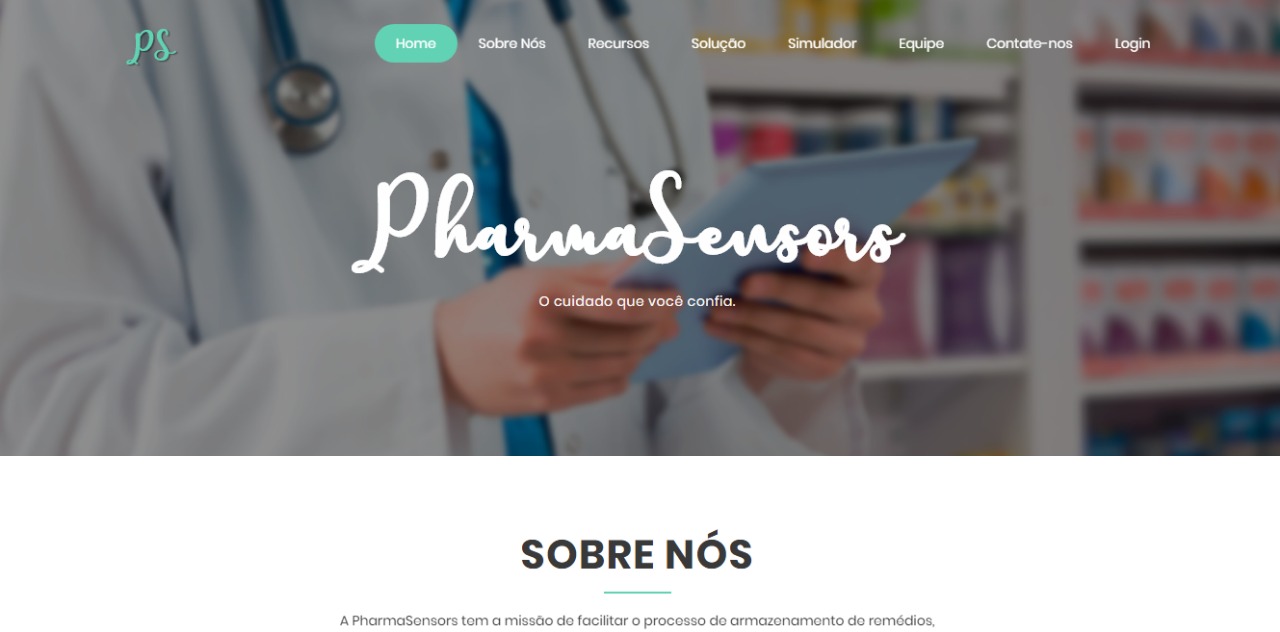 PS
Home Sobre Nós Recursos Solução Simulador Equipe Contate-nos Login
PharmaSensors
O cuidado que você confia.
SOBRE NÓS
A PharmaSensors tem a missão de facilitar o processo de armazenamento de remédios,